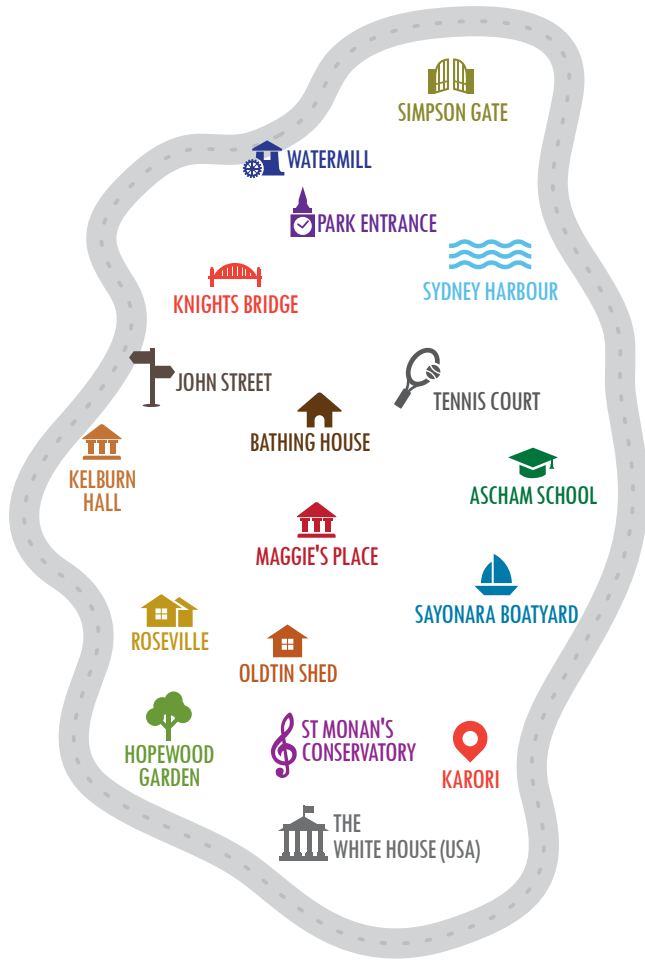 SIMPSON GATE
WATERMILL
PARK ENTRANCE
SYDNEY HARBOUR
KNIGHTS BRIDGE
JOHN STREET
TENNIS COURT
BATHING HOUSE
KELBURN
HALL
ASCHAM SCHOOL
MAGGIE'S PLACE
SAYONARA BOATYARD
ROSEVILLE
OLDTIN SHED
ST MONAN'S
CONSERVATORY
HOPEWOOD
GARDEN
KARORI
THE
WHITE HOUSE (USA)